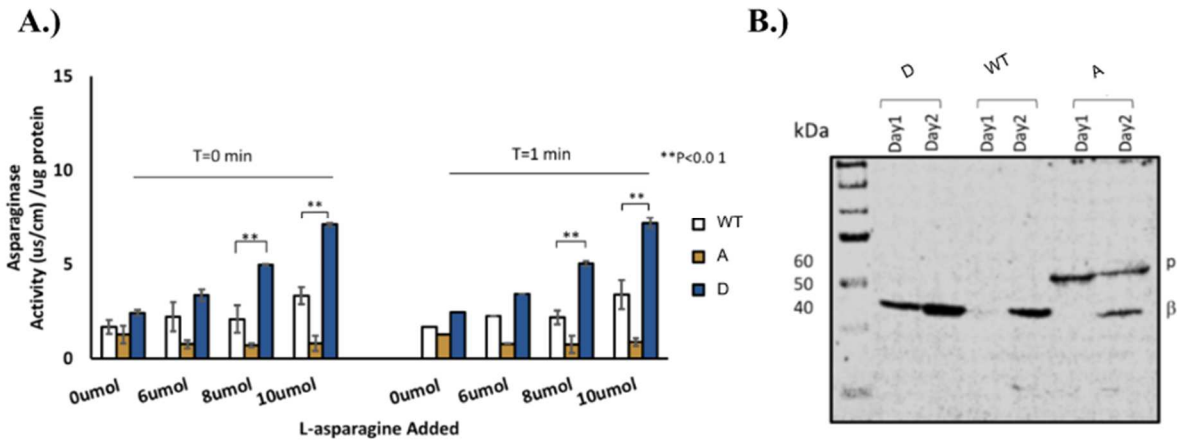 A.)
15
10
5
0
Asparaginase
Activity (us/cm) /ug protein
T=0 min
T=1 min
**P<0.0 1
**
**
**
**
WT
A
D
0umol
6umol
8umol
10umol
0umol
6umol
8umol
10umol
L-asparagine Added
B.)
D
WT
A
kDa
Day1
Day2
Day1
Day2
Day1
Day2
60
50
40
p
β